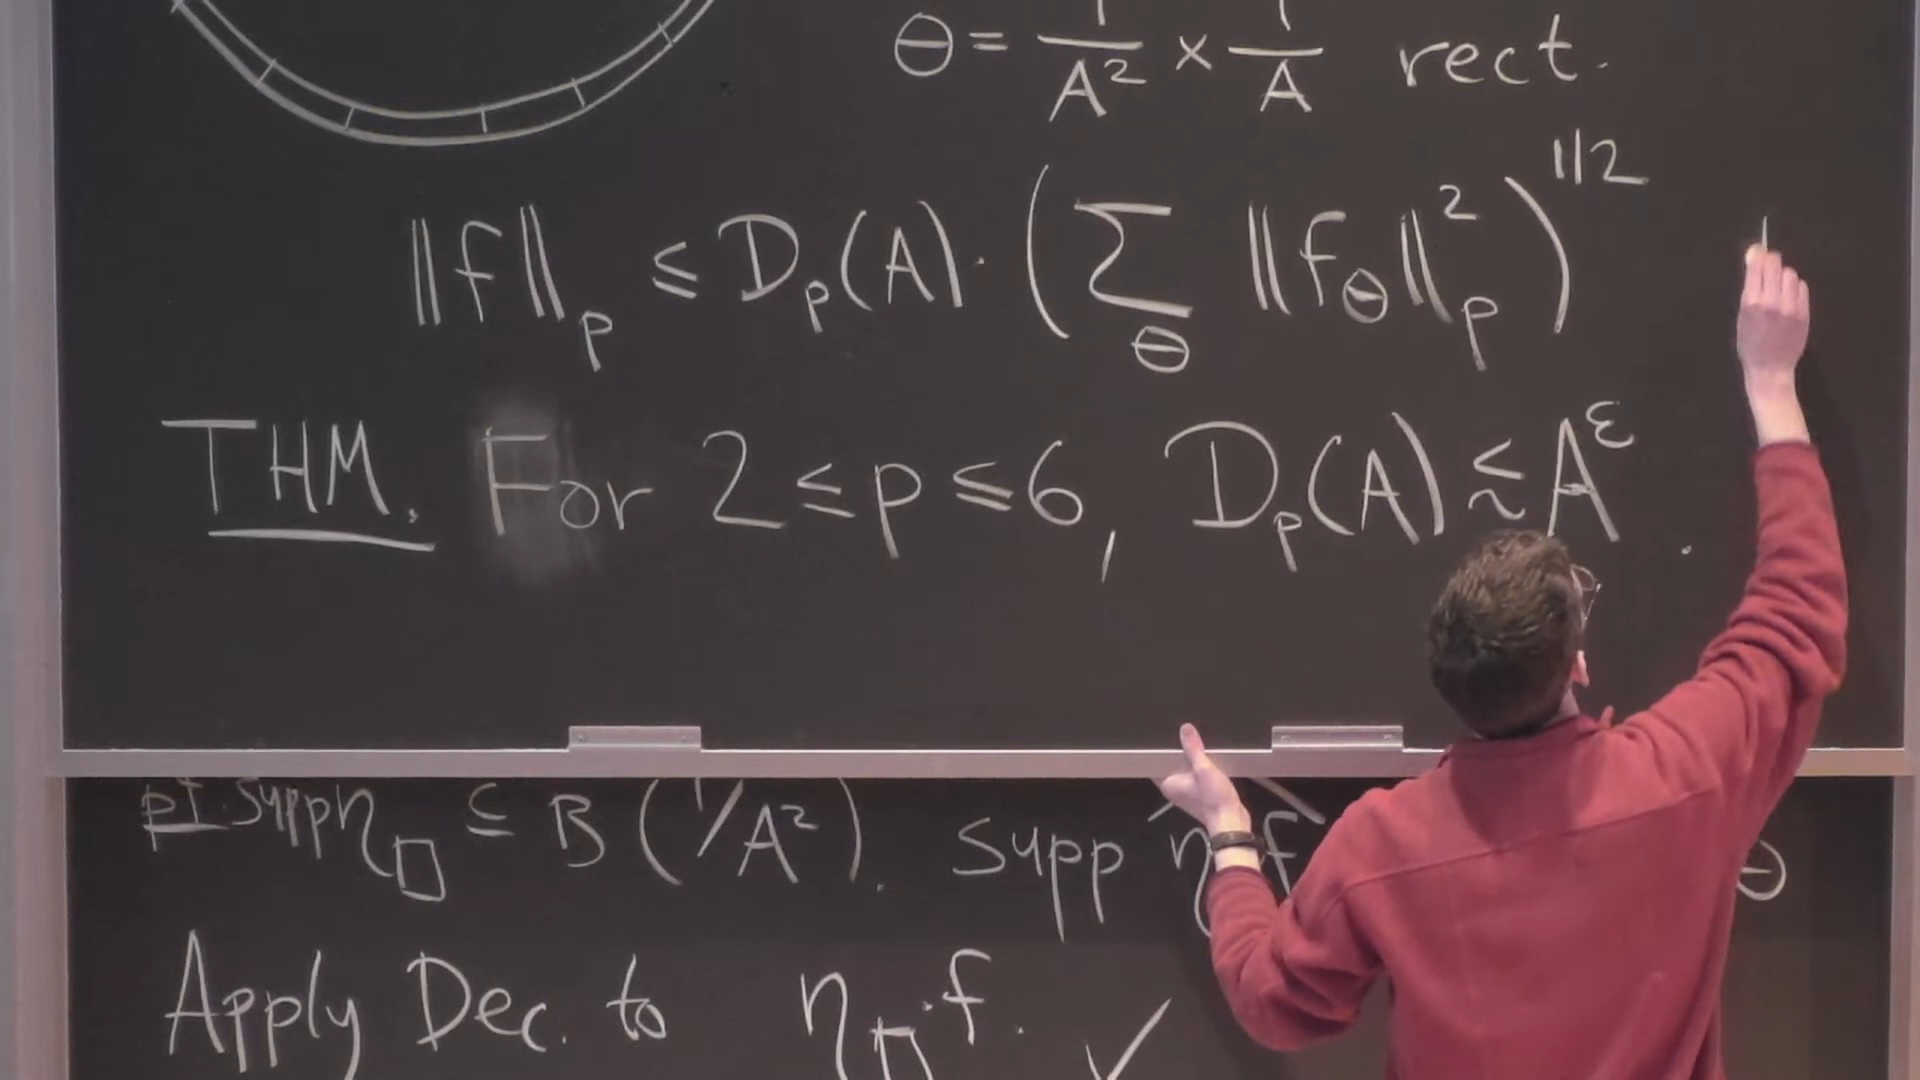 θ = 1/A² × 1/A rect.
‖f‖_p ≤ D_p(A) · (∑_θ ‖f_θ‖_p²)^{1/2}
THM. For 2 ≤ p ≤ 6, D_p(A) ≲ A^ε.
pf Supp η_□ ⊆ B(1/A²). Supp η f θ
Apply Dec. to η_□·f. ✓